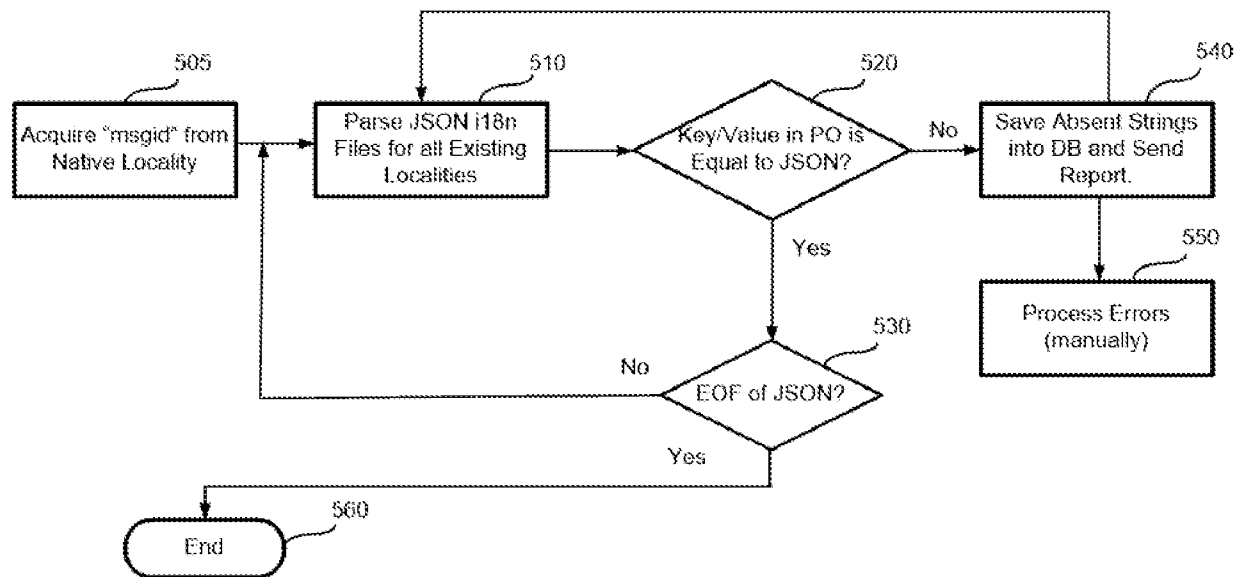 505
Acquire "msgid" from
Native Locality
510
Parse JSON i18n
Files for all Existing
Localities
520
Key/Value in PO is
Equal to JSON?
No
540
Save Absent Strings
into DB and Send
Report.
Yes
550
Process Errors
(manually)
530
EOF of JSON?
No
Yes
560
End